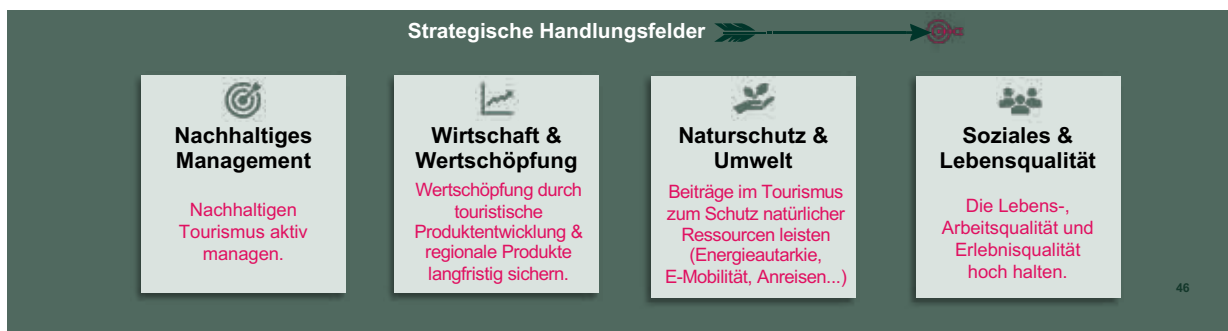 Strategische Handlungsfelder
Nachhaltiges
Management
Nachhaltigen
Tourismus aktiv
managen.
Wirtschaft &
Wertschöpfung
Wertschöpfung durch
touristische
Produktentwicklung &
regionale Produkte
langfristig sichern.
Naturschutz &
Umwelt
Beiträge im Tourismus
zum Schutz natürlicher
Ressourcen leisten
(Energieautarkie,
E-Mobilität, Anreisen...)
Soziales &
Lebensqualität
Die Lebens-,
Arbeitsqualität und
Erlebnisqualität
hoch halten.
46